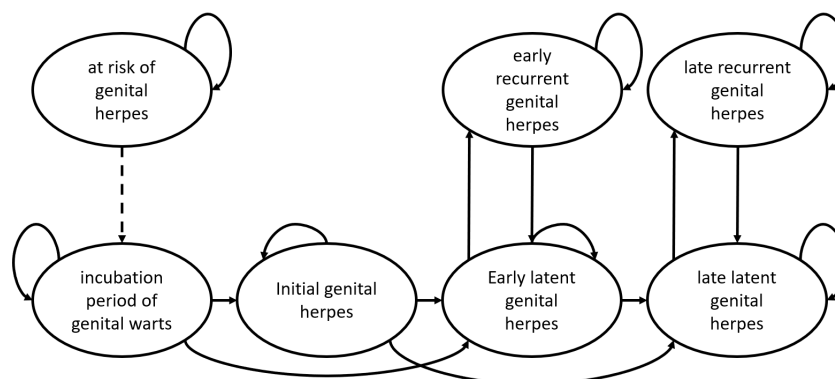 at risk of
genital
herpes
early
recurrent
genital
herpes
late recurrent
genital
herpes
incubation
period of
genital warts
Initial genital
herpes
Early latent
genital
herpes
late latent
genital
herpes